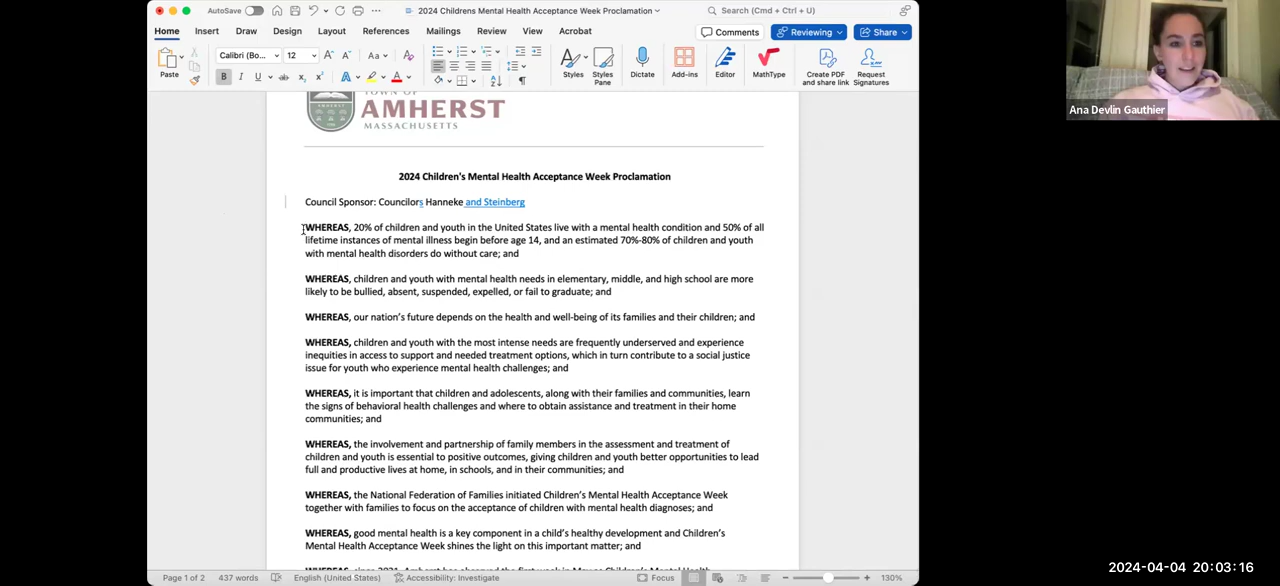 AutoSave
2024 Childrens Mental Health Acceptance Week Proclamation
Search (Cmd + Ctrl + U)
Home Insert Draw Design Layout References Mailings Review View Acrobat
Comments Reviewing Share
Paste
Calibri (Bo... 12
Styles
Styles Pane
Dictate
Add-ins
Editor
MathType
Create PDF and share link
Request Signatures
TOWN OF
AMHERST
MASSACHUSETTS
2024 Children's Mental Health Acceptance Week Proclamation
Council Sponsor: Councilors Hanneke and Steinberg
WHEREAS, 20% of children and youth in the United States live with a mental health condition and 50% of all
lifetime instances of mental illness begin before age 14, and an estimated 70%-80% of children and youth
with mental health disorders do without care; and
WHEREAS, children and youth with mental health needs in elementary, middle, and high school are more
likely to be bullied, absent, suspended, expelled, or fail to graduate; and
WHEREAS, our nation's future depends on the health and well-being of its families and their children; and
WHEREAS, children and youth with the most intense needs are frequently underserved and experience
inequities in access to support and needed treatment options, which in turn contribute to a social justice
issue for youth who experience mental health challenges; and
WHEREAS, it is important that children and adolescents, along with their families and communities, learn
the signs of behavioral health challenges and where to obtain assistance and treatment in their home
communities; and
WHEREAS, the involvement and partnership of family members in the assessment and treatment of
children and youth is essential to positive outcomes, giving children and youth better opportunities to lead
full and productive lives at home, in schools, and in their communities; and
WHEREAS, the National Federation of Families initiated Children's Mental Health Acceptance Week
together with families to focus on the acceptance of children with mental health diagnoses; and
WHEREAS, good mental health is a key component in a child's healthy development and Children's
Mental Health Acceptance Week shines the light on this important matter; and
WHEREAS, since 2021, Amherst has observed the first week in May as Children's Mental Health
Page 1 of 2 437 words English (United States) Accessibility: Investigate Focus 130%
Ana Devlin Gauthier
2024-04-04 20:03:16